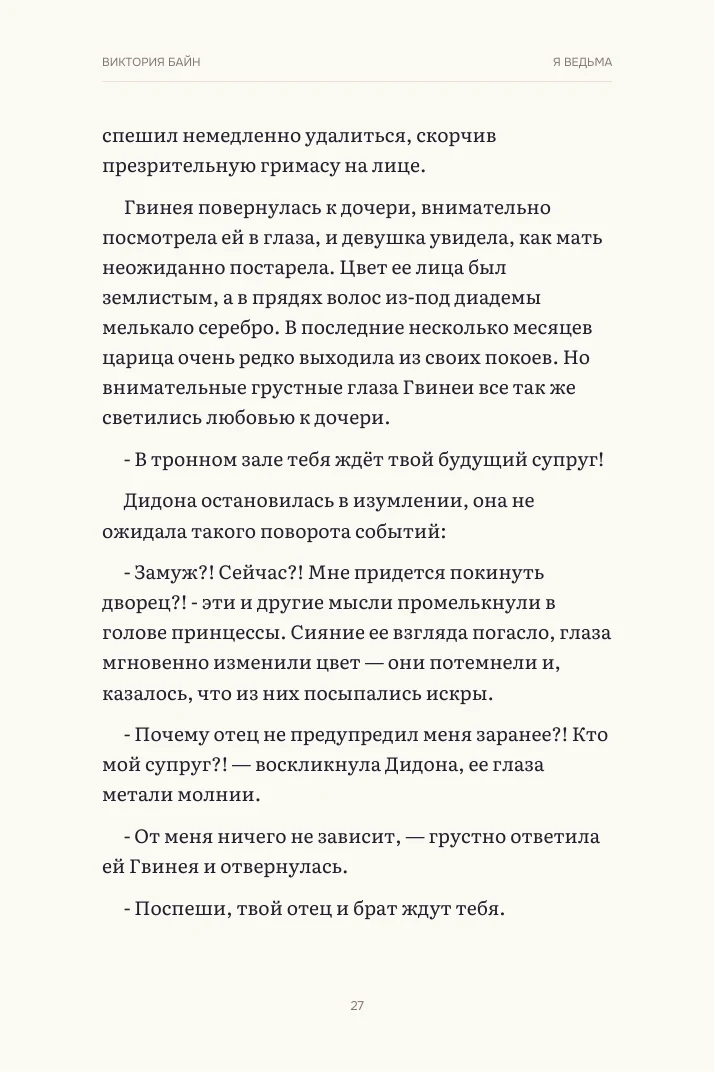 ВИКТОРИЯ БАЙН
Я ВЕДЬМА
спешил немедленно удалиться, скорчив
презрительную гримасу на лице.
Гвинея повернулась к дочери, внимательно
посмотрела ей в глаза, и девушка увидела, как мать
неожиданно постарела. Цвет ее лица был
землистым, а в прядях волос из-под диадемы
мелькало серебро. В последние несколько месяцев
царица очень редко выходила из своих покоев. Но
внимательные грустные глаза Гвинеи все так же
светились любовью к дочери.
- В тронном зале тебя ждёт твой будущий супруг!
Дидона остановилась в изумлении, она не
ожидала такого поворота событий:
- Замуж?! Сейчас?! Мне придется покинуть
дворец?! - эти и другие мысли промелькнули в
голове принцессы. Сияние ее взгляда погасло, глаза
мгновенно изменили цвет — они потемнели и,
казалось, что из них посыпались искры.
- Почему отец не предупредил меня заранее?! Кто
мой супруг?! — воскликнула Дидона, ее глаза
метали молнии.
- От меня ничего не зависит, — грустно ответила
ей Гвинея и отвернулась.
- Поспеши, твой отец и брат ждут тебя.
27